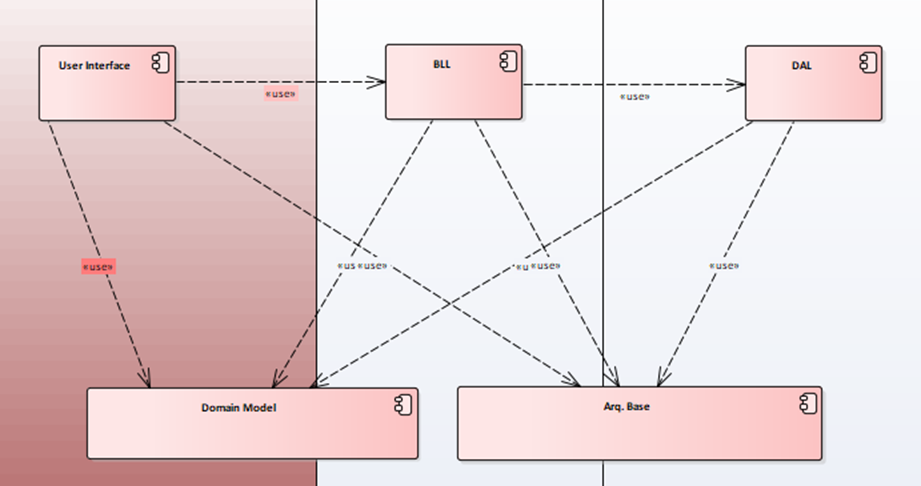 User Interface
BLL
DAL
«use»
«use»
«use»
«us
«use»
«u
«use»
«use»
Domain Model
Arq. Base